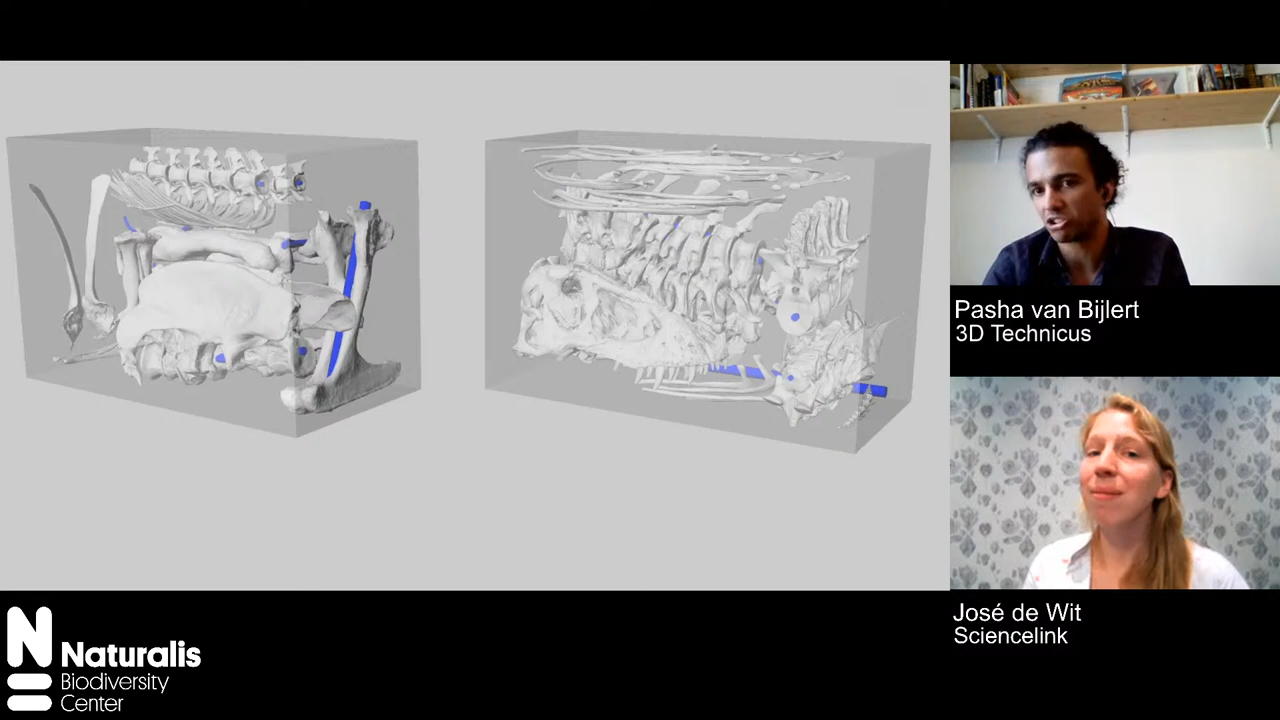 Pasha van Bijlert
3D Technicus
José de Wit
Sciencelink
Naturalis
Biodiversity
Center